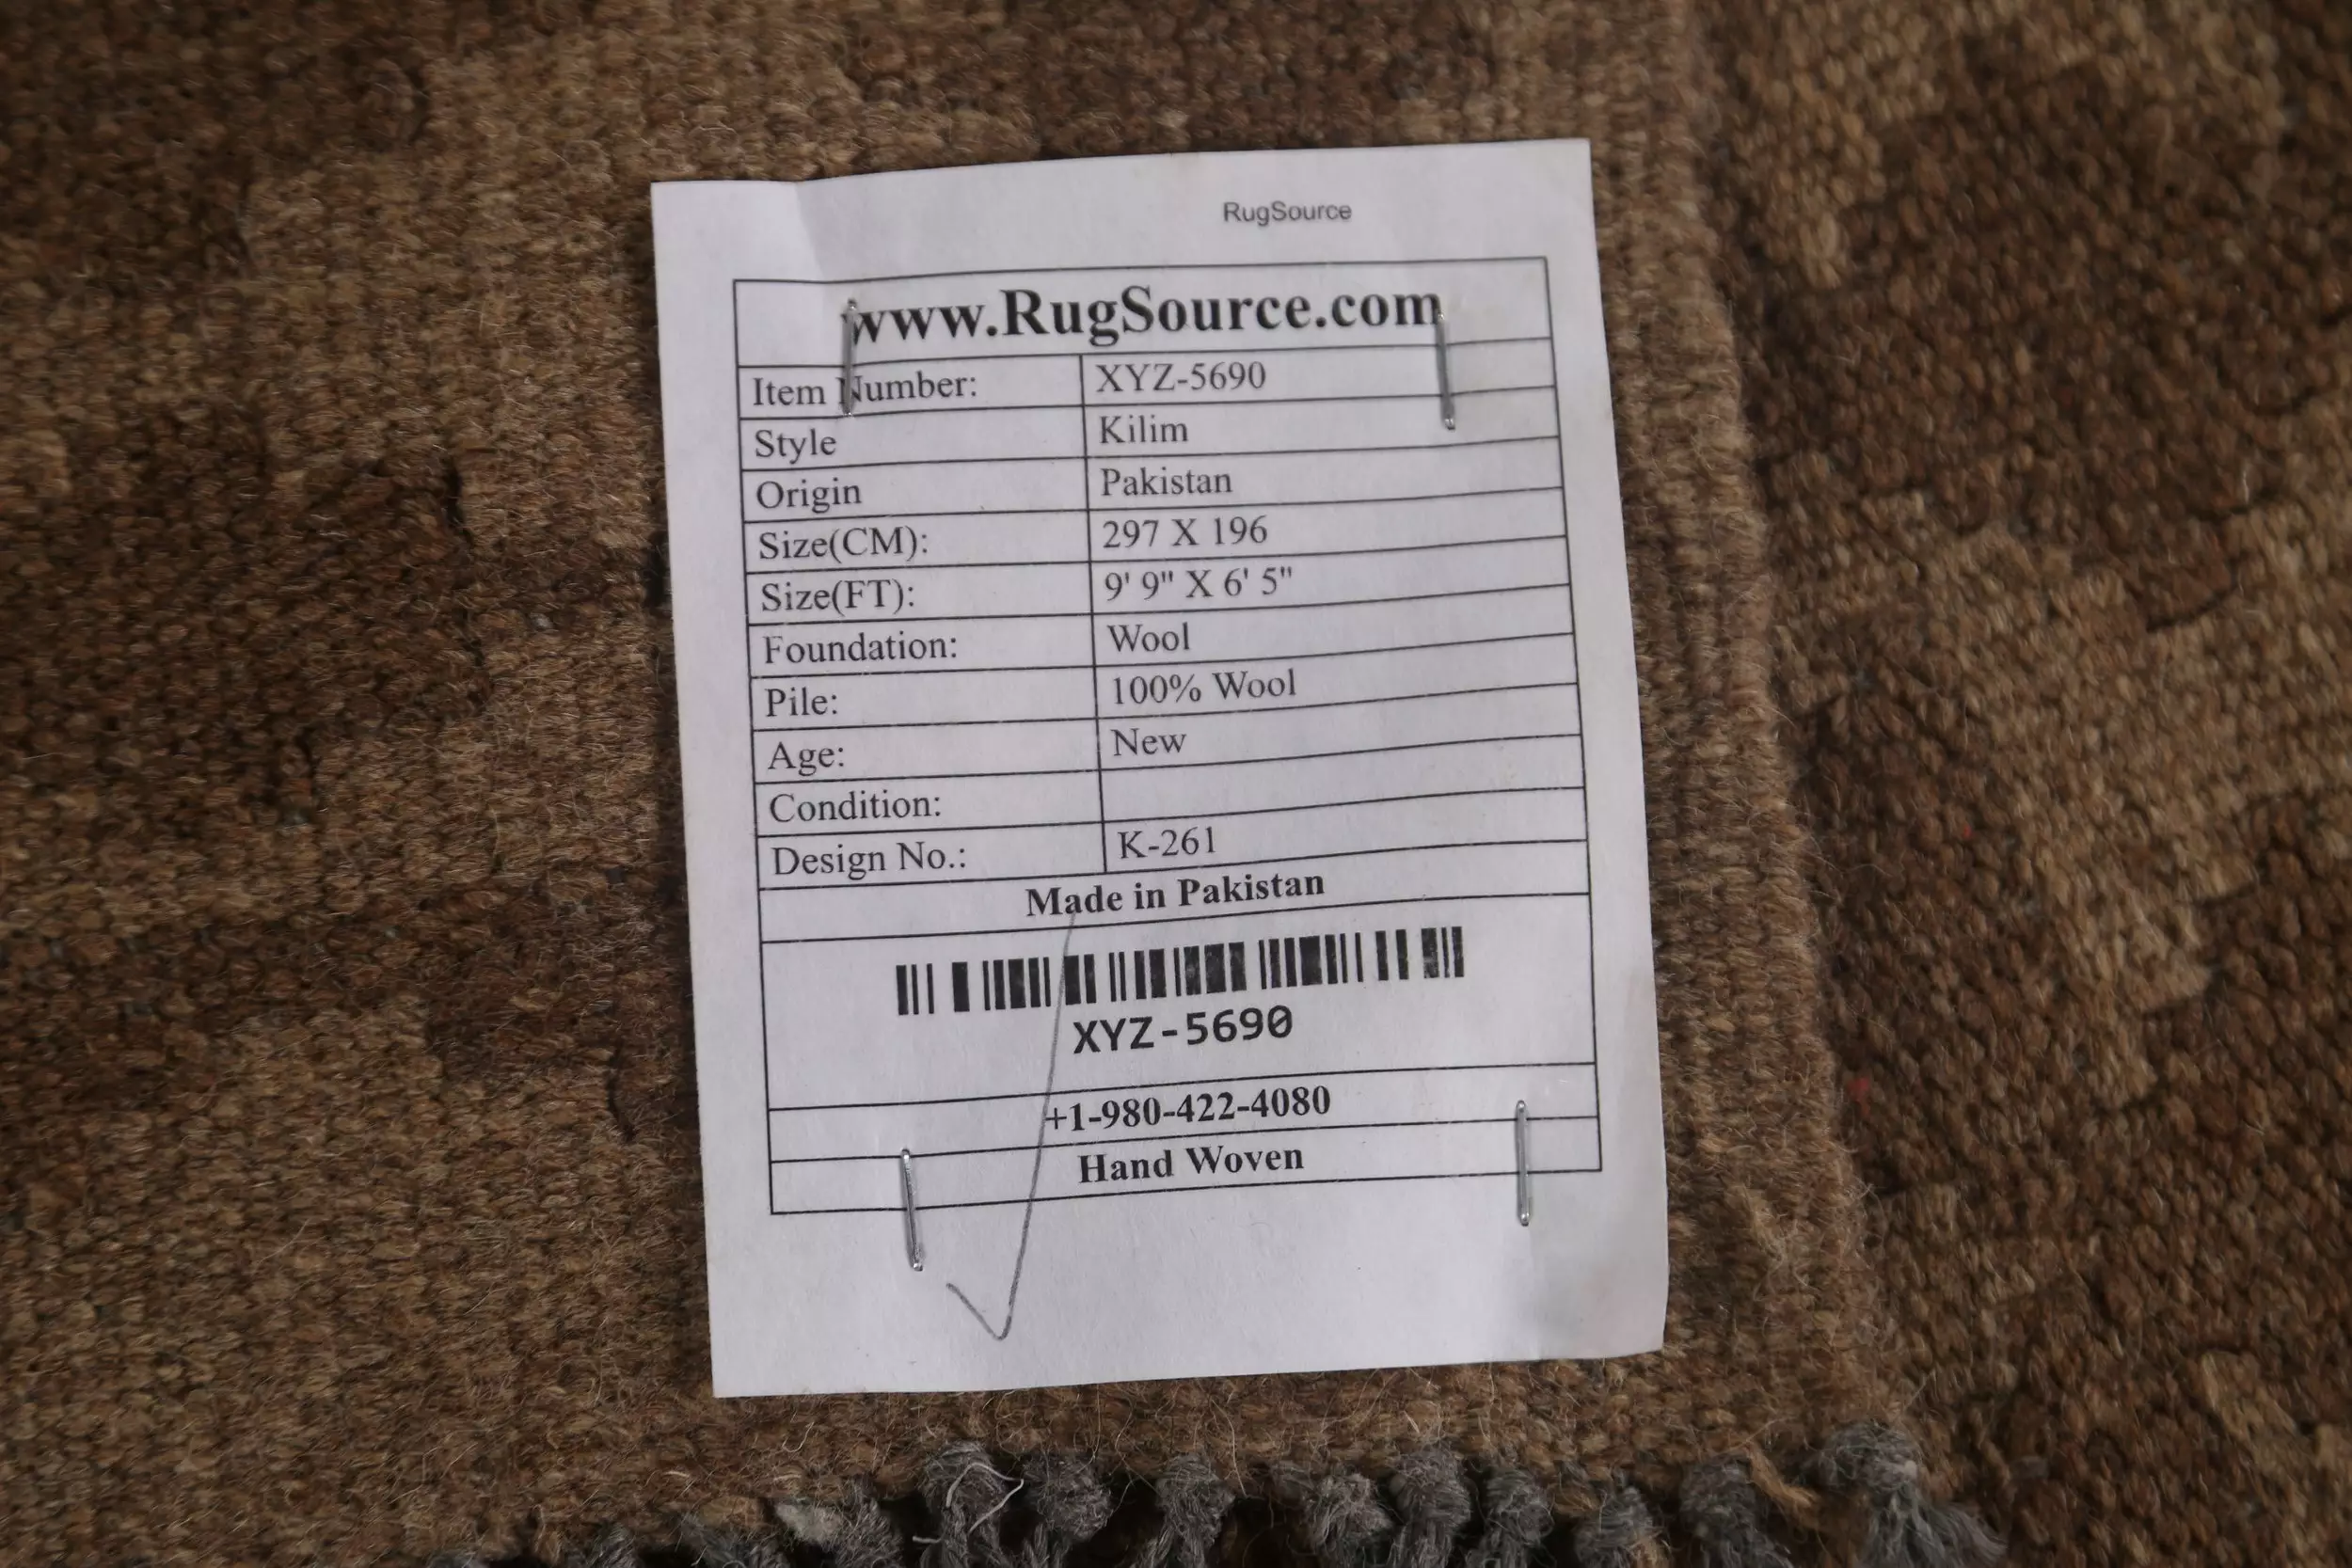 RugSource
www.RugSource.com
Item Number: XYZ-5690
Style Kilim
Origin Pakistan
Size(CM): 297 X 196
Size(FT): 9' 9" X 6' 5"
Foundation: Wool
Pile: 100% Wool
Age: New
Condition:
Design No.: K-261
Made in Pakistan
XYZ-5690
+1-980-422-4080
Hand Woven